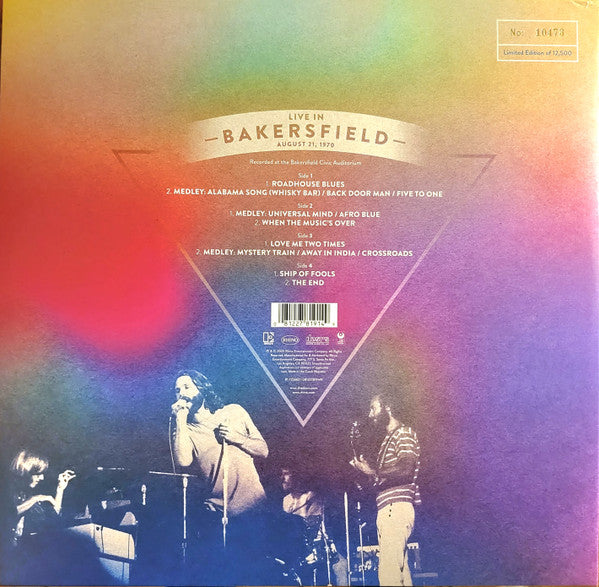 No: 10473
Limited Edition of 12,500
LIVE IN
BAKERSFIELD
AUGUST 21, 1970
Recorded at the Bakersfield Civic Auditorium
Side 1
1. ROADHOUSE BLUES
2. MEDLEY: ALABAMA SONG (WHISKY BAR) / BACK DOOR MAN / FIVE TO ONE
Side 2
1. MEDLEY: UNIVERSAL MIND / AFRO BLUE
2. WHEN THE MUSIC'S OVER
Side 3
1. LOVE ME TWO TIMES
2. MEDLEY: MYSTERY TRAIN / AWAY IN INDIA / CROSSROADS
Side 4
1. SHIP OF FOOLS
2. THE END
81227 81914
RHINO